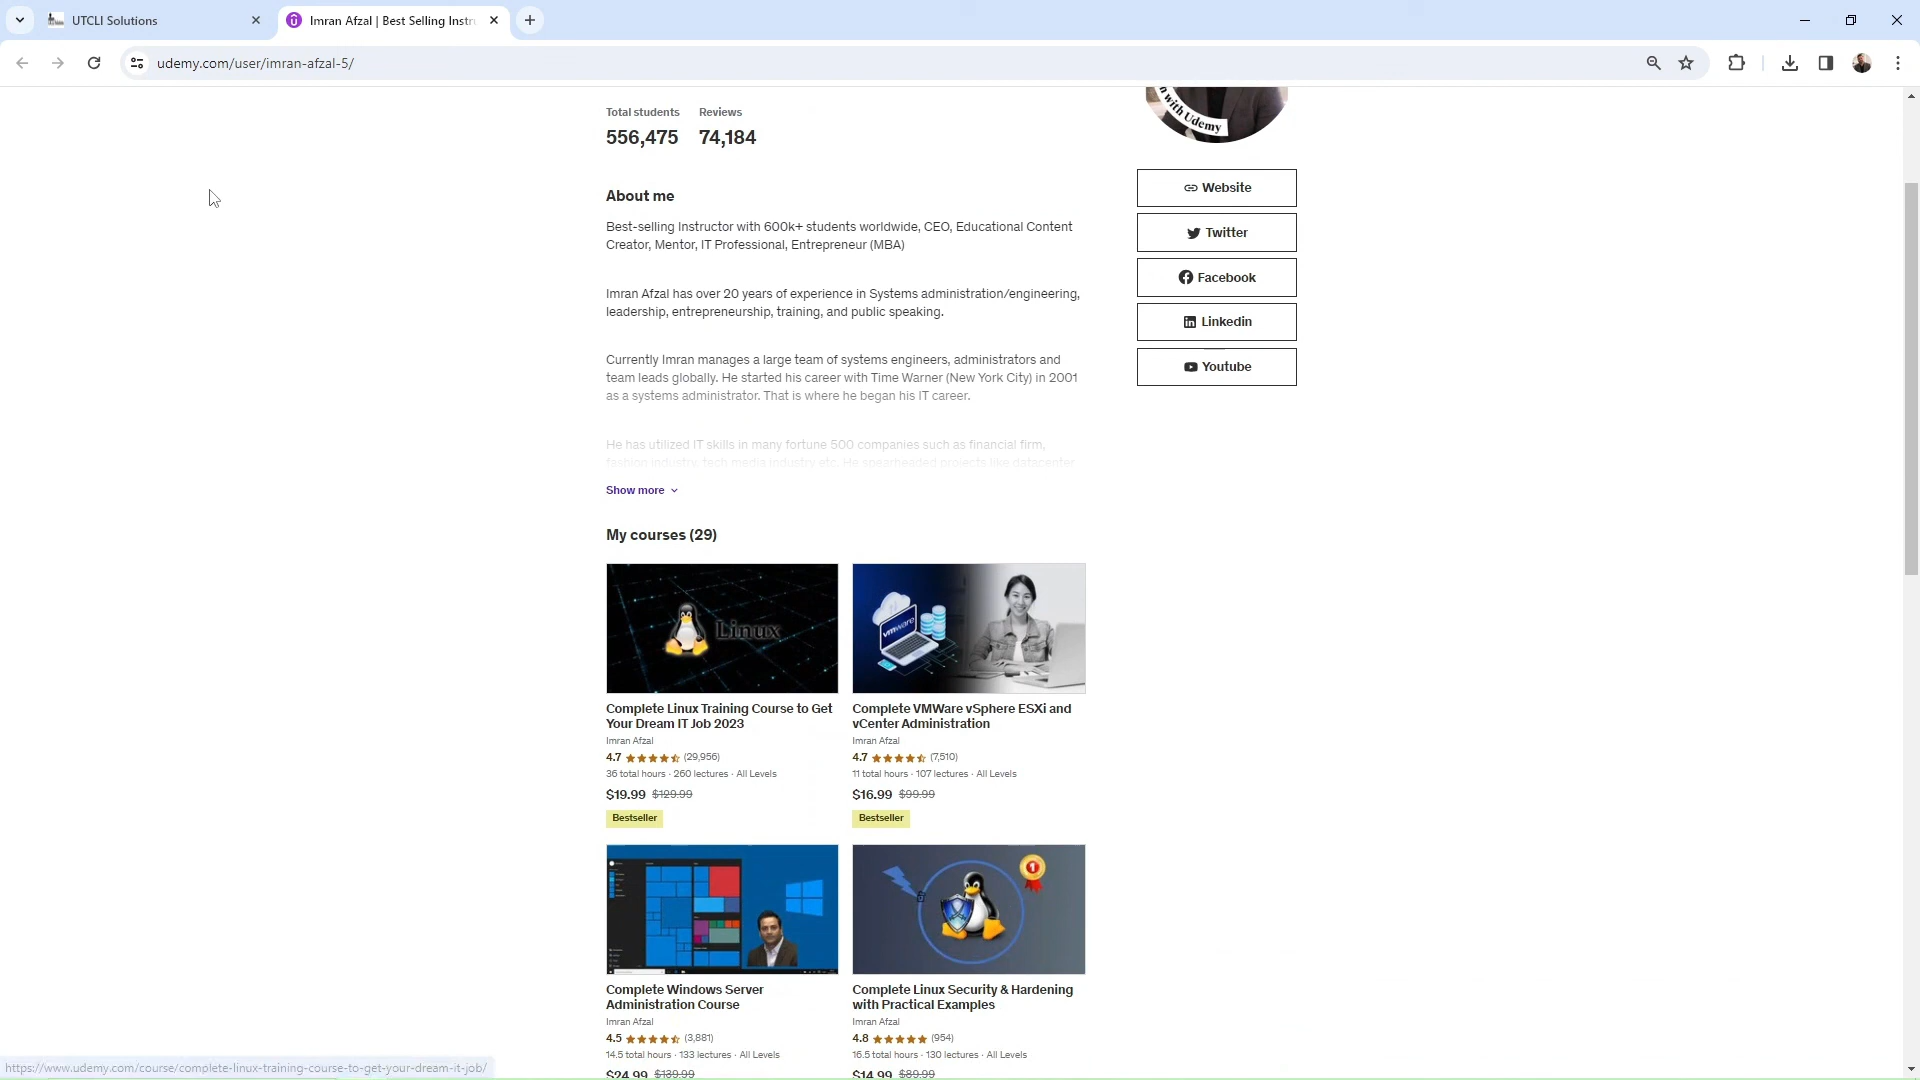 UTCLI Solutions
Imran Afzal | Best Selling Instr
udemy.com/user/imran-afzal-5/
n with Udemy
Total students
Reviews
556,475
74,184
About me
Best-selling Instructor with 600k+ students worldwide, CEO, Educational Content
Creator, Mentor, IT Professional, Entrepreneur (MBA)
Imran Afzal has over 20 years of experience in Systems administration/engineering,
leadership, entrepreneurship, training, and public speaking.
Currently Imran manages a large team of systems engineers, administrators and
team leads globally. He started his career with Time Warner (New York City) in 2001
as a systems administrator. That is where he began his IT career.
He has utilized IT skills in many fortune 500 companies such as financial firm,
fashion industry, tech media industry etc. He spearheaded projects like datacenter
Show more
Website
Twitter
Facebook
Linkedin
Youtube
My courses (29)
Linux
Complete Linux Training Course to Get
Your Dream IT Job 2023
Imran Afzal
4.7 (29,956)
36 total hours · 260 lectures · All Levels
$19.99 $129.99
Bestseller
vmware
Complete VMWare vSphere ESXi and
vCenter Administration
Imran Afzal
4.7 (7,510)
11 total hours · 107 lectures · All Levels
$16.99 $99.99
Bestseller
Complete Windows Server
Administration Course
Imran Afzal
4.5 (3,881)
14.5 total hours · 133 lectures · All Levels
$24.99 $139.99
1
Complete Linux Security & Hardening
with Practical Examples
Imran Afzal
4.8 (954)
16.5 total hours · 130 lectures · All Levels
$14.99 $89.99
https://www.udemy.com/course/complete-linux-training-course-to-get-your-dream-it-job/